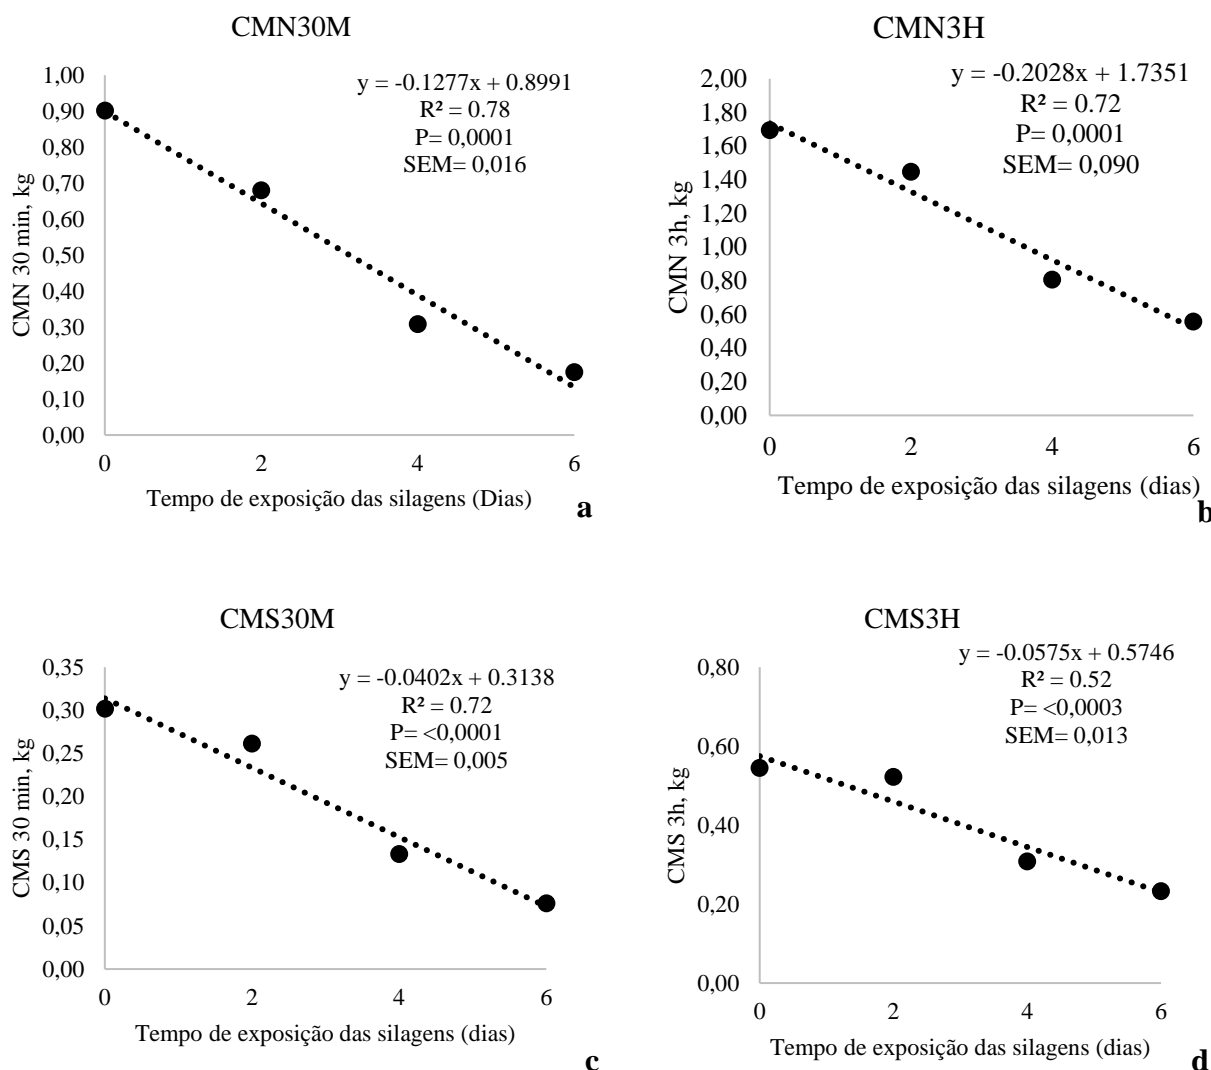 CMN30M
y = -0.1277x + 0.8991
R² = 0.78
P= 0,0001
SEM= 0,016
CMN 30 min, kg
1,00
0,90
0,80
0,70
0,60
0,50
0,40
0,30
0,20
0,10
0,00
0 2 4 6
Tempo de exposição das silagens (Dias)
a
CMN3H
y = -0.2028x + 1.7351
R² = 0.72
P= 0,0001
SEM= 0,090
CMN 3h, kg
2,00
1,80
1,60
1,40
1,20
1,00
0,80
0,60
0,40
0,20
0,00
0 2 4 6
Tempo de exposição das silagens (dias)
b
CMS30M
y = -0.0402x + 0.3138
R² = 0.72
P= <0,0001
SEM= 0,005
CMS 30 min, kg
0,35
0,30
0,25
0,20
0,15
0,10
0,05
0,00
0 2 4 6
Tempo de exposição das silagens (dias)
c
CMS3H
y = -0.0575x + 0.5746
R² = 0.52
P= <0,0003
SEM= 0,013
CMS 3h, kg
0,80
0,60
0,40
0,20
0,00
0 2 4 6
Tempo de exposição das silagens (dias)
d